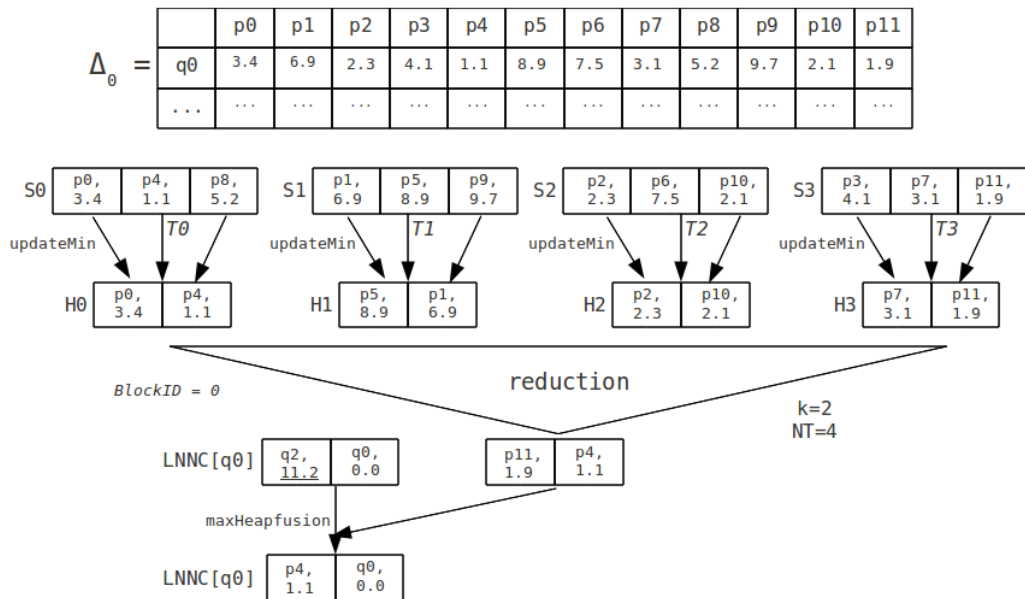 p0 p1 p2 p3 p4 p5 p6 p7 p8 p9 p10 p11
Δ0 = q0 3.4 6.9 2.3 4.1 1.1 8.9 7.5 3.1 5.2 9.7 2.1 1.9
... ... ... ... ... ... ... ... ... ... ... ... ...
S0 p0, 3.4 p4, 1.1 p8, 5.2
S1 p1, 6.9 p5, 8.9 p9, 9.7
S2 p2, 2.3 p6, 7.5 p10, 2.1
S3 p3, 4.1 p7, 3.1 p11, 1.9
updateMin T0
updateMin T1
updateMin T2
updateMin T3
H0 p0, 3.4 p4, 1.1
H1 p5, 8.9 p1, 6.9
H2 p2, 2.3 p10, 2.1
H3 p7, 3.1 p11, 1.9
reduction
BlockID = 0
k=2
NT=4
LNNC[q0] q2, 11.2 q0, 0.0
p11, 1.9 p4, 1.1
maxHeapfusion
LNNC[q0] p4, 1.1 q0, 0.0